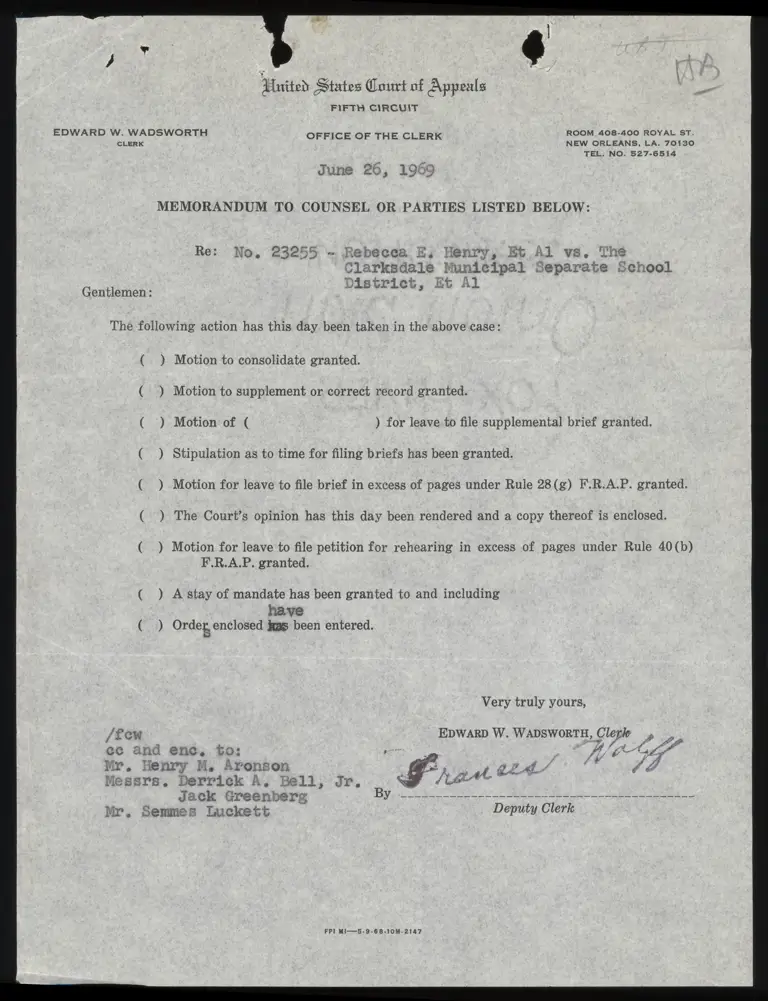 HB
United States Court of Appeals
FIFTH CIRCUIT
EDWARD W. WADSWORTH
CLERK
OFFICE OF THE CLERK
ROOM 408-400 ROYAL ST.
NEW ORLEANS, LA. 70130
TEL. NO. 527-6514
June 26, 1969
MEMORANDUM TO COUNSEL OR PARTIES LISTED BELOW:
Re: No. 23255 - Rebecca E. Henry, Et Al vs. The
Clarksdale Municipal Separate School
District, Et Al
Gentlemen:
The following action has this day been taken in the above case:
( ) Motion to consolidate granted.
( ) Motion to supplement or correct record granted.
( ) Motion of ( ) for leave to file supplemental brief granted.
( ) Stipulation as to time for filing briefs has been granted.
( ) Motion for leave to file brief in excess of pages under Rule 28(g) F.R.A.P. granted.
( ) The Court's opinion has this day been rendered and a copy thereof is enclosed.
( ) Motion for leave to file petition for rehearing in excess of pages under Rule 40(b)
F.R.A.P. granted.
( ) A stay of mandate has been granted to and including
have
( ) Orders enclosed has been entered.
Very truly yours,
/fcw
EDWARD W. WADSWORTH, Clerk
cc and enc. to:
Mr. Henry M. Aronson
Messrs. Derrick A. Bell, Jr.
Jack Greenberg
Mr. Semmes Luckett
By Frances Wolff
Deputy Clerk
FPI MI—5-9-68-10M-2147